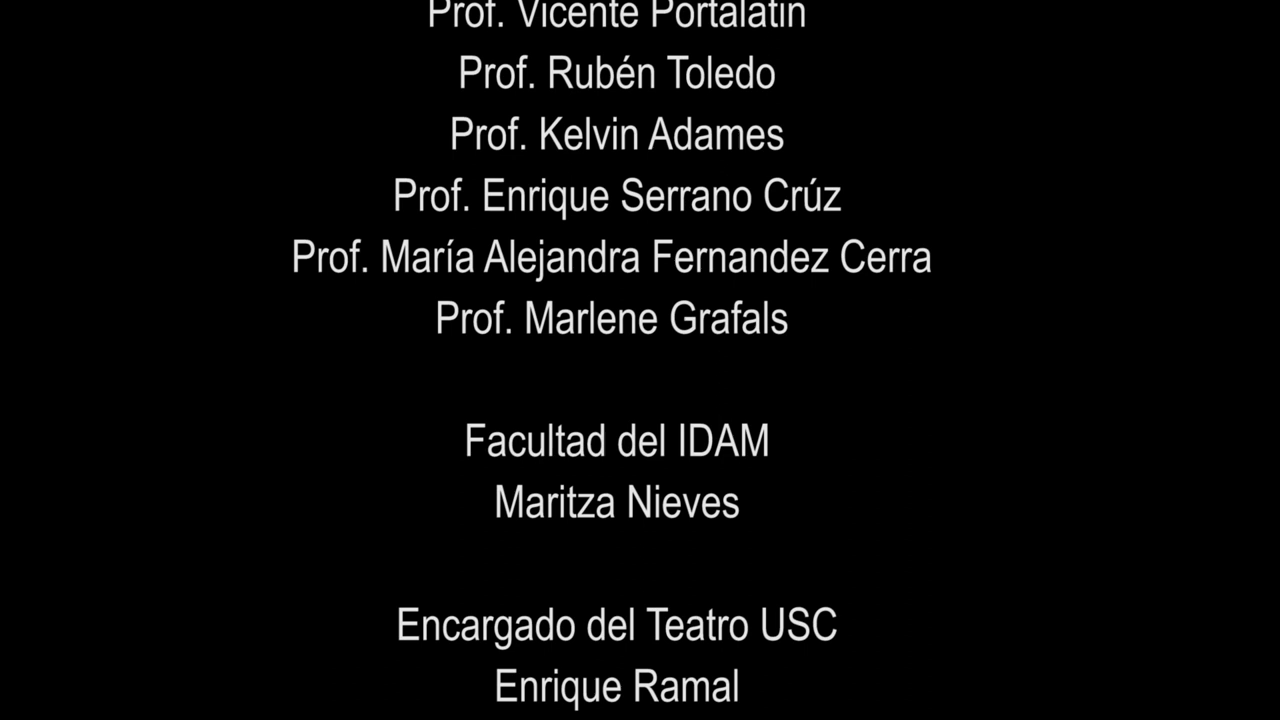 Prof. Vicente Portalatín
Prof. Rubén Toledo
Prof. Kelvin Adames
Prof. Enrique Serrano Crúz
Prof. María Alejandra Fernandez Cerra
Prof. Marlene Grafals
Facultad del IDAM
Maritza Nieves
Encargado del Teatro USC
Enrique Ramal